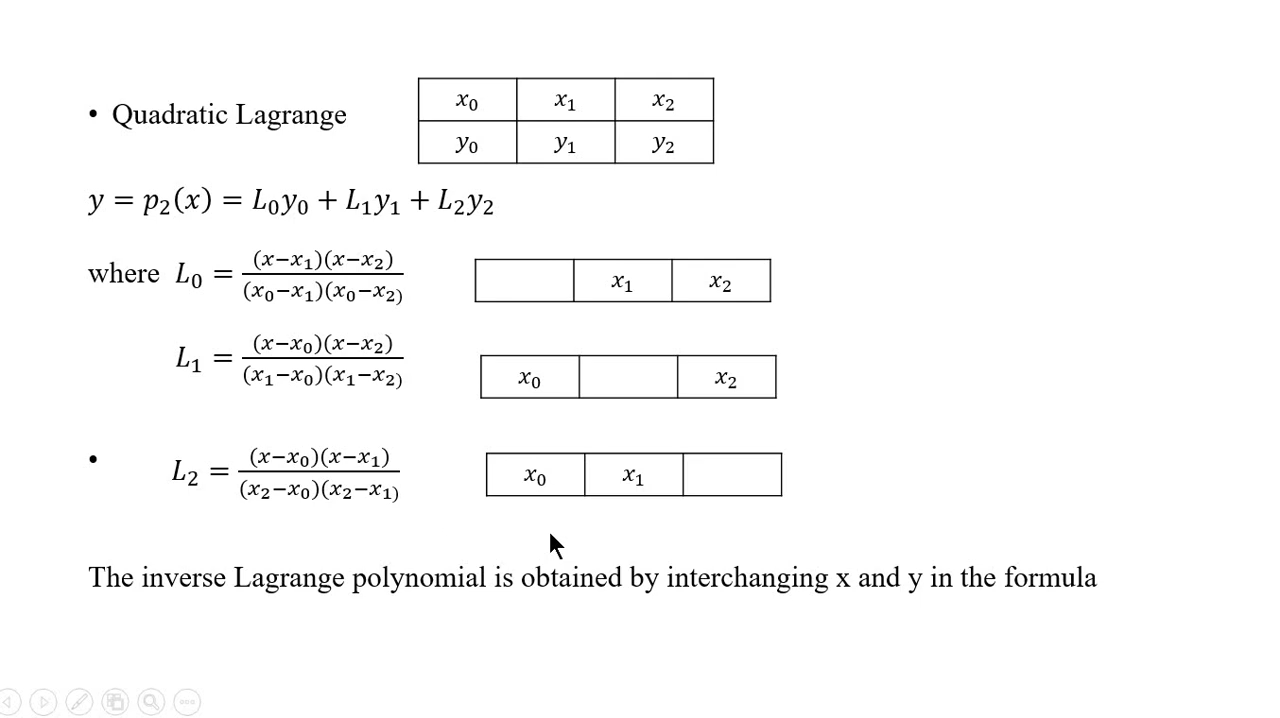 • Quadratic Lagrange
x₀ x₁ x₂
y₀ y₁ y₂
y = p₂(x) = L₀y₀ + L₁y₁ + L₂y₂
where L₀ = (x−x₁)(x−x₂) / (x₀−x₁)(x₀−x₂)
x₁ x₂
L₁ = (x−x₀)(x−x₂) / (x₁−x₀)(x₁−x₂)
x₀ x₂
• L₂ = (x−x₀)(x−x₁) / (x₂−x₀)(x₂−x₁)
x₀ x₁
The inverse Lagrange polynomial is obtained by interchanging x and y in the formula